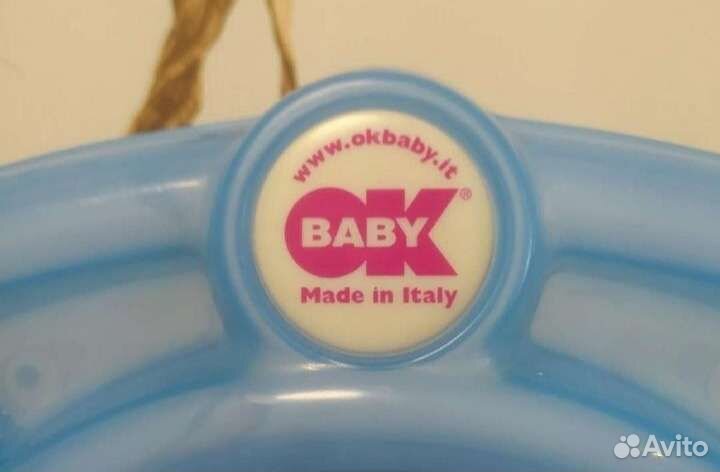 www.okbaby.it
OK®
BABY
Made in Italy
Avito